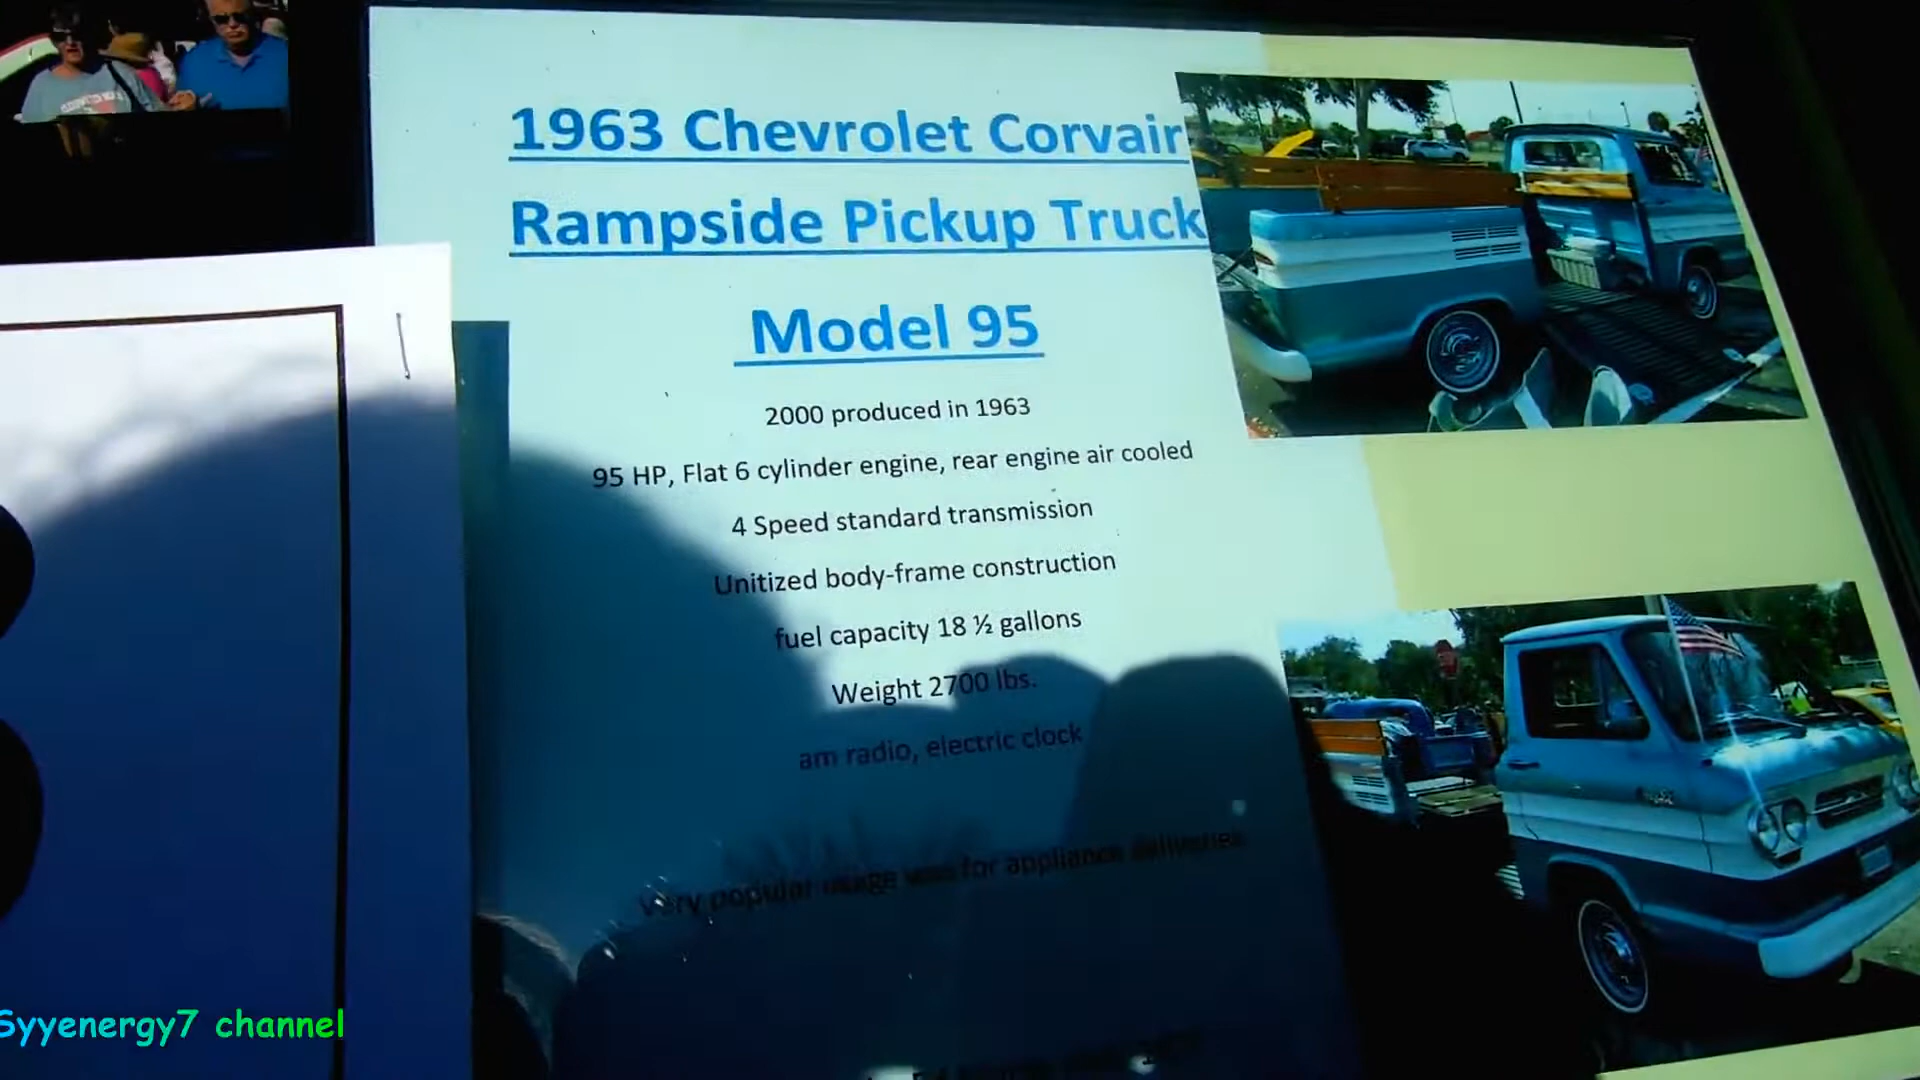 1963 Chevrolet Corvair
Rampside Pickup Truck
Model 95
2000 produced in 1963
95 HP, Flat 6 cylinder engine, rear engine air cooled
4 Speed standard transmission
Unitized body-frame construction
fuel capacity 18 ½ gallons
Weight 2700 lbs.
am radio, electric clock
Very popular usage was for appliance deliveries
Syyenergy7 channel